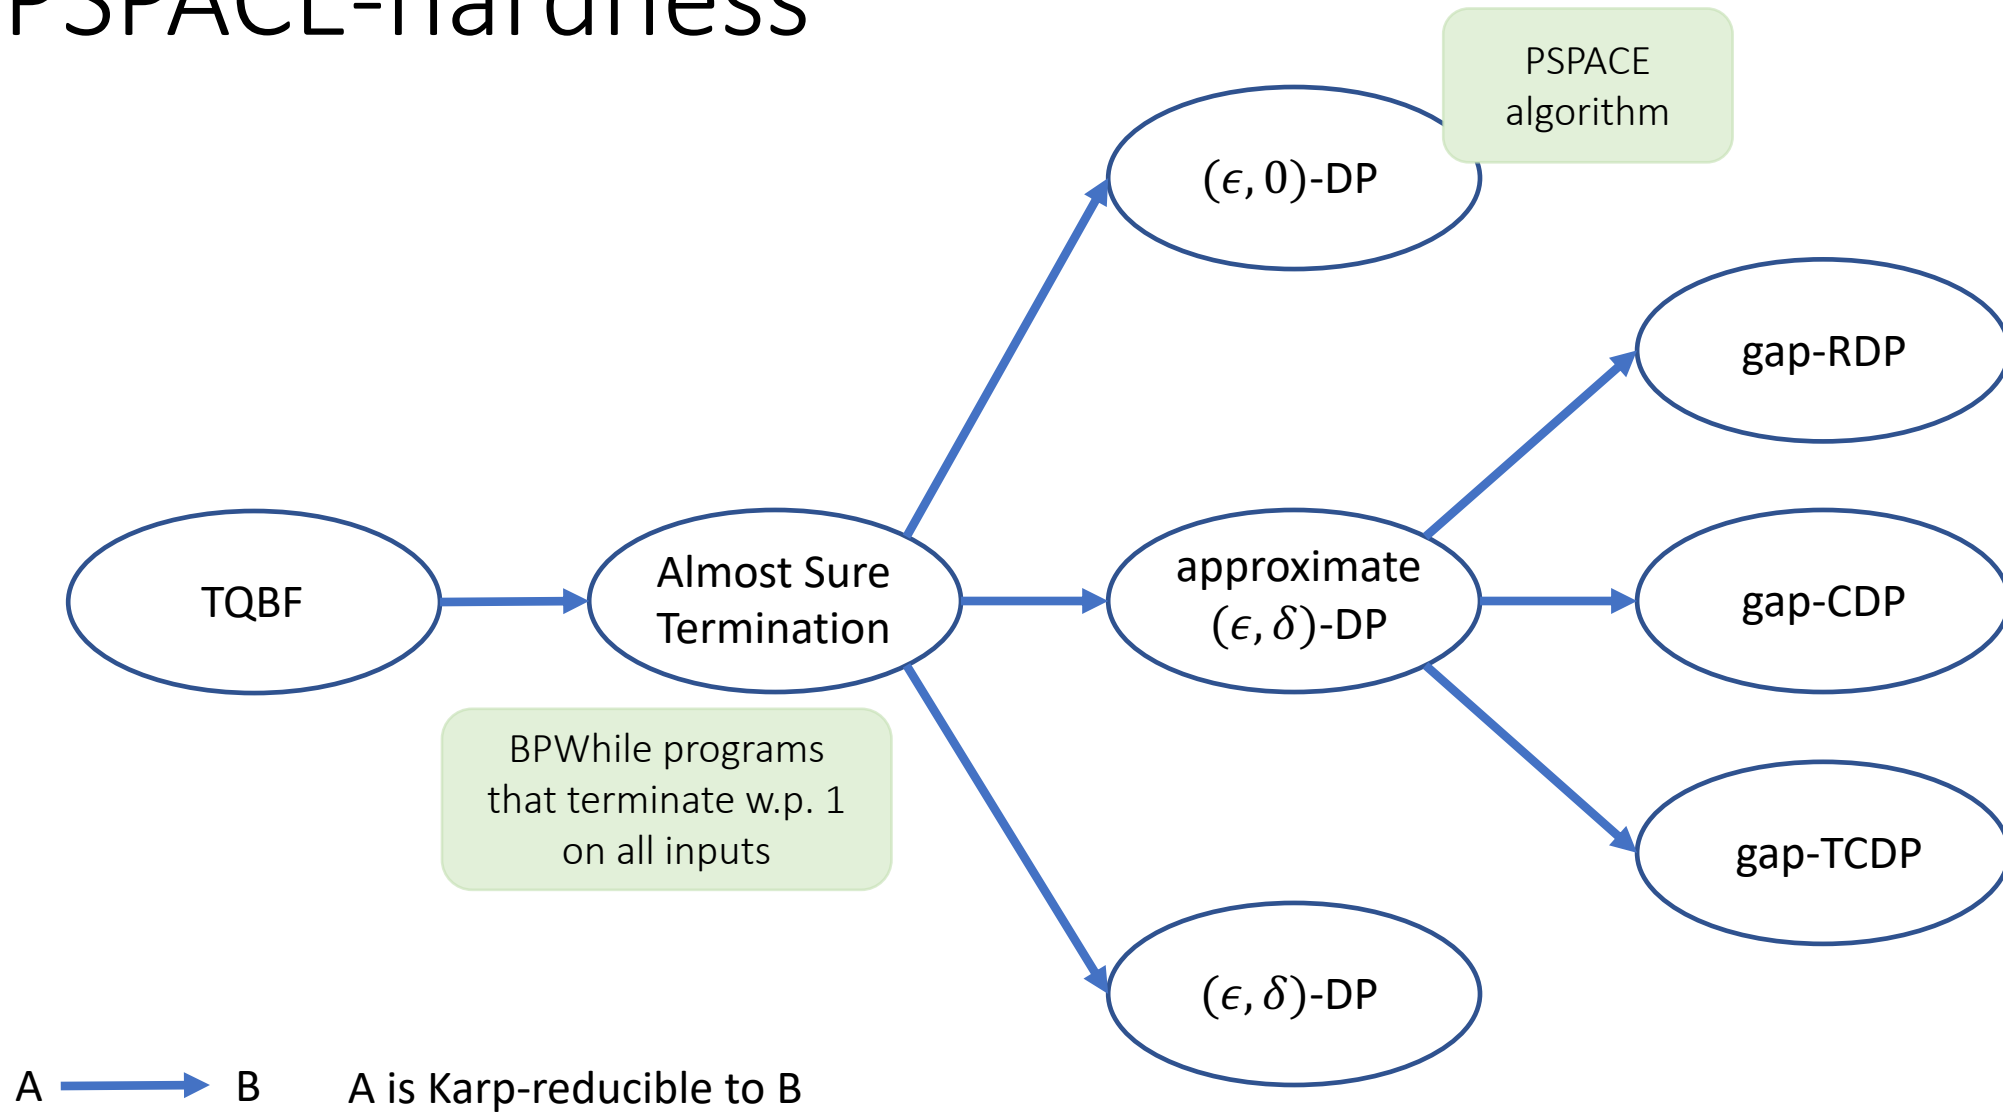 PSPACE-hardness
PSPACE
algorithm
(ϵ, 0)-DP
gap-RDP
TQBF
Almost Sure
Termination
approximate
(ϵ, δ)-DP
gap-CDP
BPWhile programs
that terminate w.p. 1
on all inputs
gap-TCDP
(ϵ, δ)-DP
A B A is Karp-reducible to B